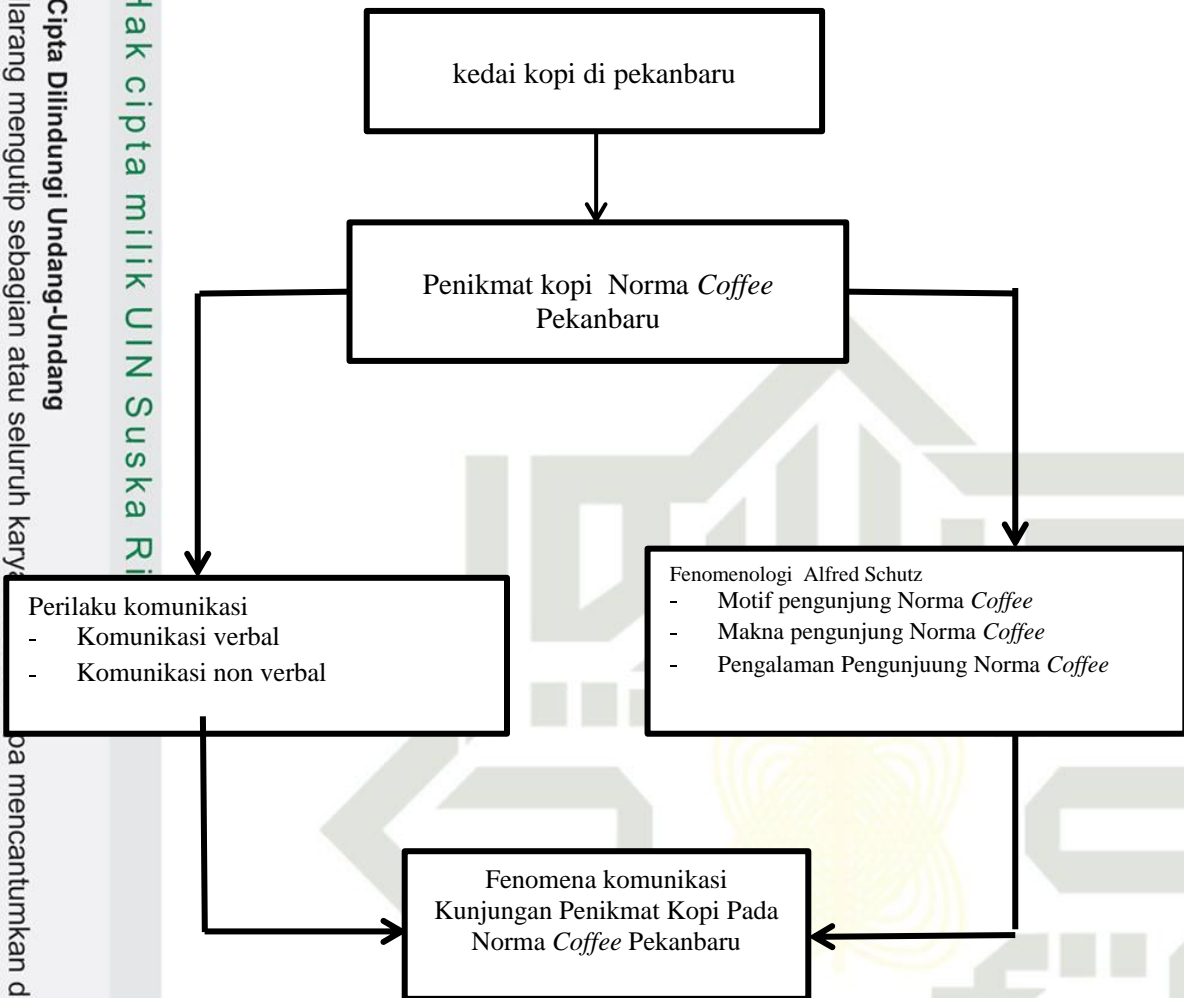 Hak cipta milik UIN Suska Ri
Cipta Dilindungi Undang-Undang
larang mengutip sebagian atau seluruh karya
pa mencantumkan d
kedai kopi di pekanbaru
Penikmat kopi Norma Coffee
Pekanbaru
Perilaku komunikasi
- Komunikasi verbal
- Komunikasi non verbal
Fenomenologi Alfred Schutz
- Motif pengunjung Norma Coffee
- Makna pengunjung Norma Coffee
- Pengalaman Pengunjuung Norma Coffee
Fenomena komunikasi
Kunjungan Penikmat Kopi Pada
Norma Coffee Pekanbaru